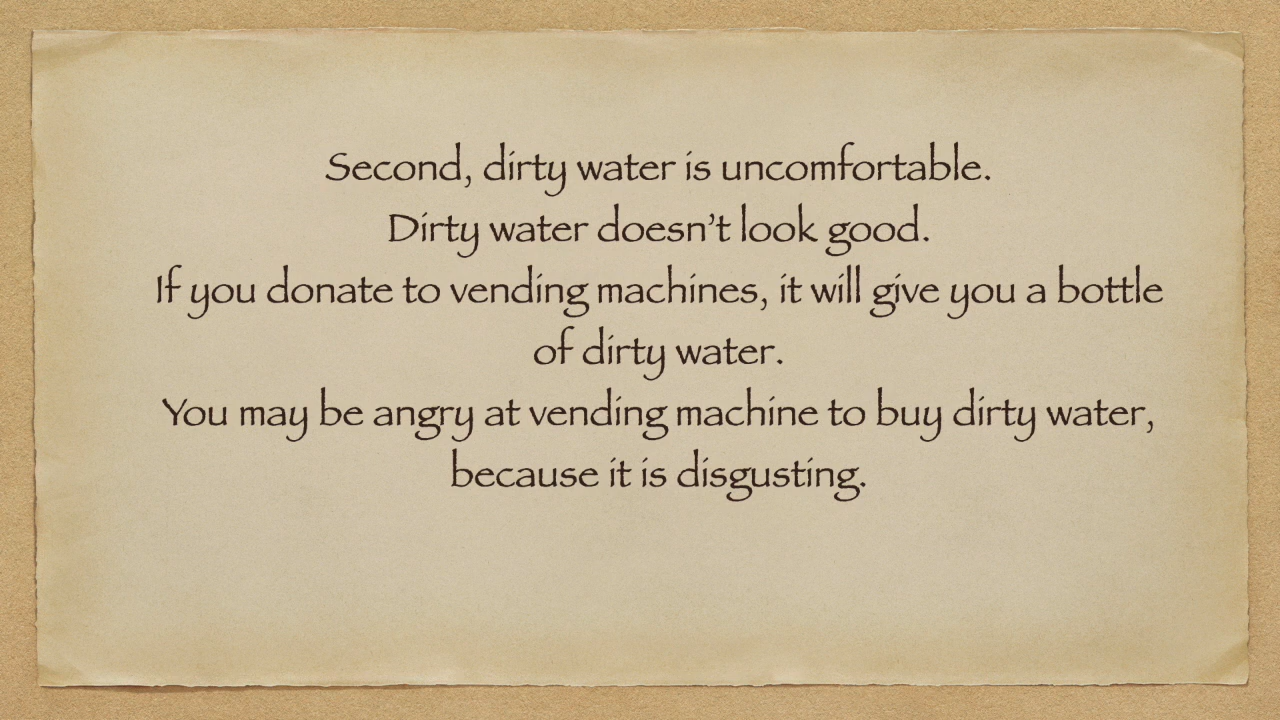 Second, dirty water is uncomfortable.
Dirty water doesn’t look good.
If you donate to vending machines, it will give you a bottle
of dirty water.
You may be angry at vending machine to buy dirty water,
because it is disgusting.